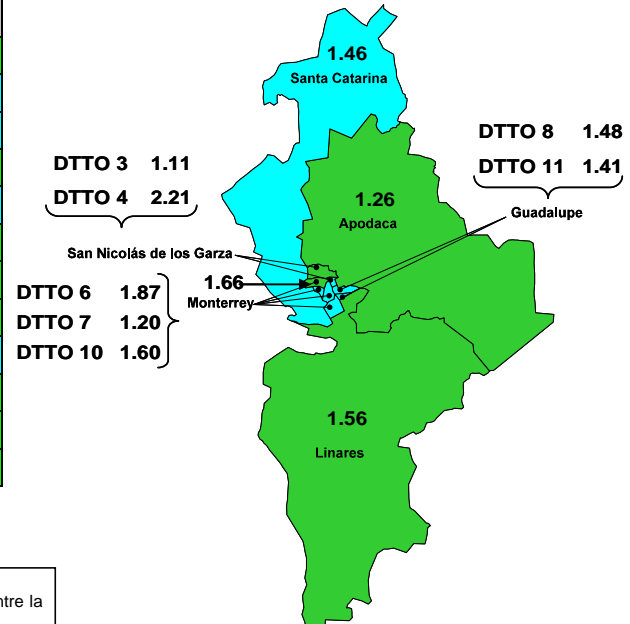 1.46
Santa Catarina
DTTO 8 1.48
DTTO 11 1.41
Guadalupe
DTTO 3 1.11
DTTO 4 2.21
San Nicolás de los Garza
1.26
Apodaca
1.66
Monterrey
DTTO 6 1.87
DTTO 7 1.20
DTTO 10 1.60
1.56
Linares
ntre la